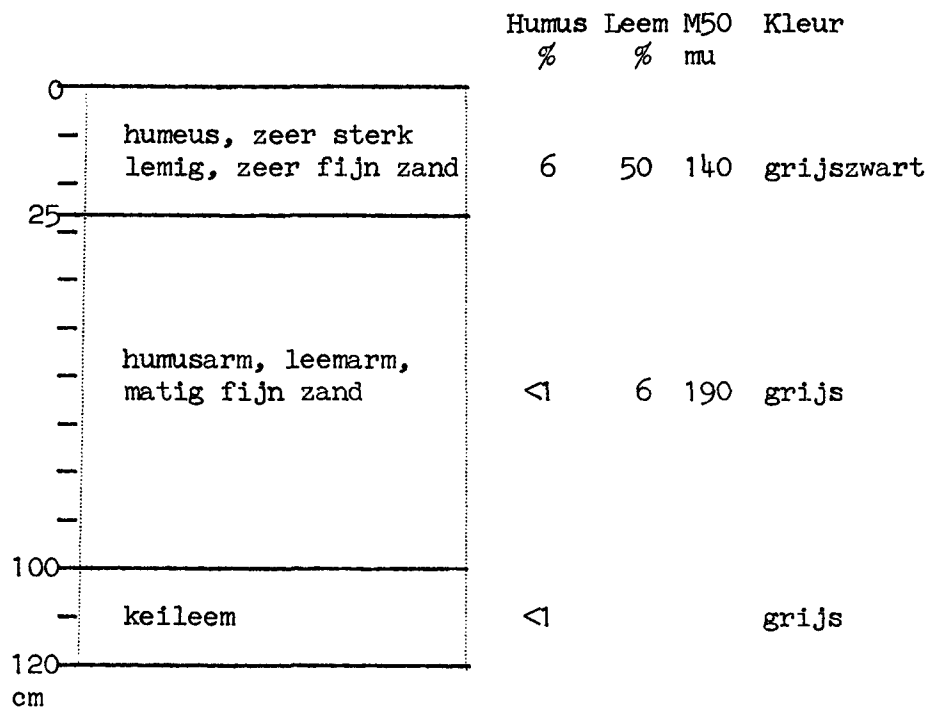 Humus Leem M50 Kleur
% % mu
0
humeus, zeer sterk
lemig, zeer fijn zand 6 50 140 grijszwart
25
humusarm, leemarm,
matig fijn zand <1 6 190 grijs
100
keileem <1 grijs
120
cm